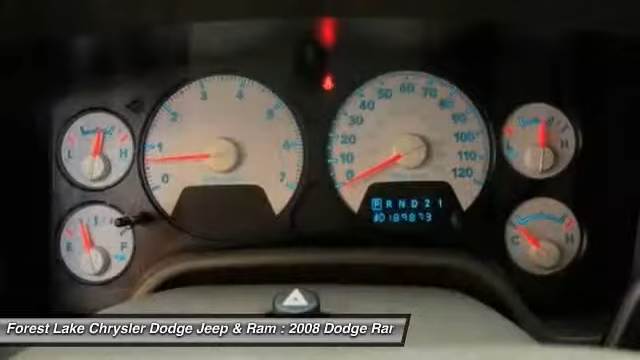 3 4
2 5
1 6
0 7
50 60 70
40 80
30 90
20 100
10 110
0 120
L H
L H
E F
C H
P R N D 2 1
Forest Lake Chrysler Dodge Jeep & Ram : 2008 Dodge Rar